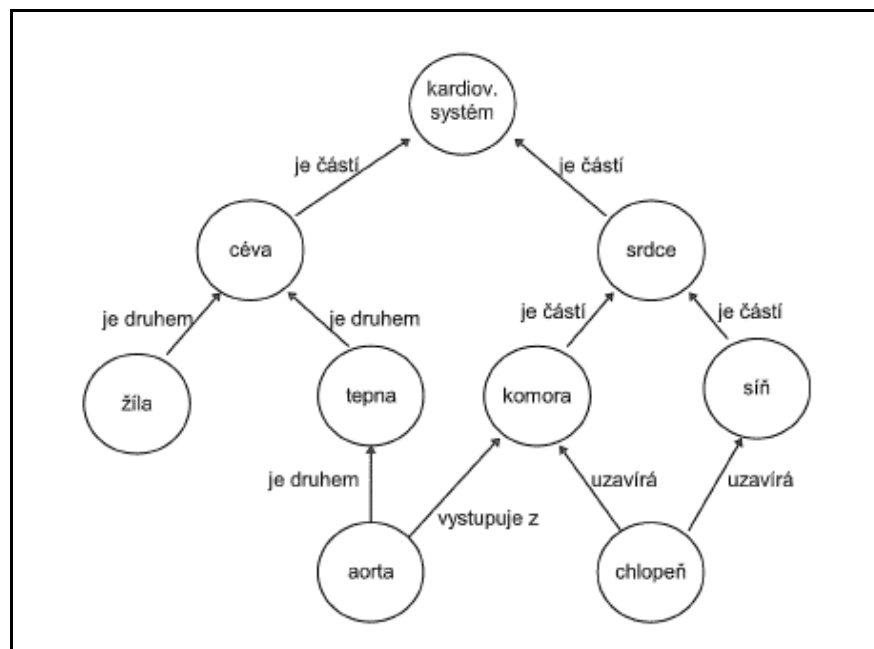 kardiov.
systém
je částí
je částí
céva
srdce
je druhem
je druhem
je částí
je částí
žíla
tepna
komora
síň
je druhem
vystupuje z
uzavírá
uzavírá
aorta
chlopeň